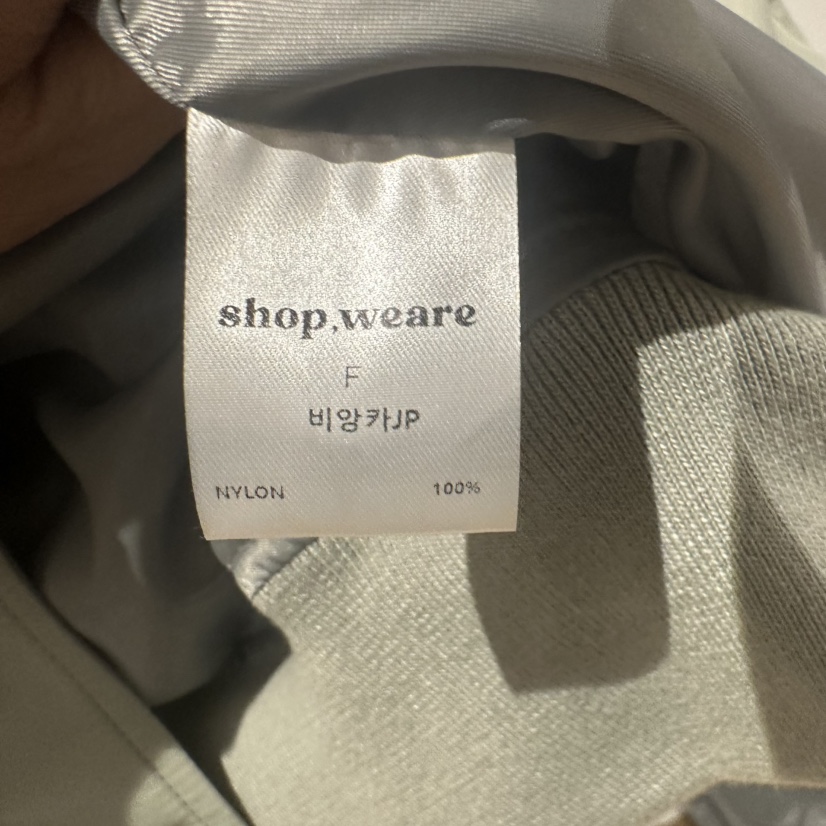 shop,weare
F
비앙카JP
NYLON 100%